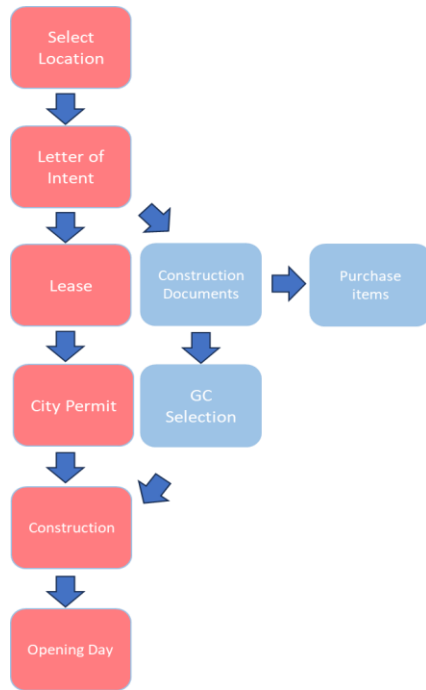 Select
Location
Letter of
Intent
Lease
Construction
Documents
Purchase
items
City Permit
GC
Selection
Construction
Opening Day